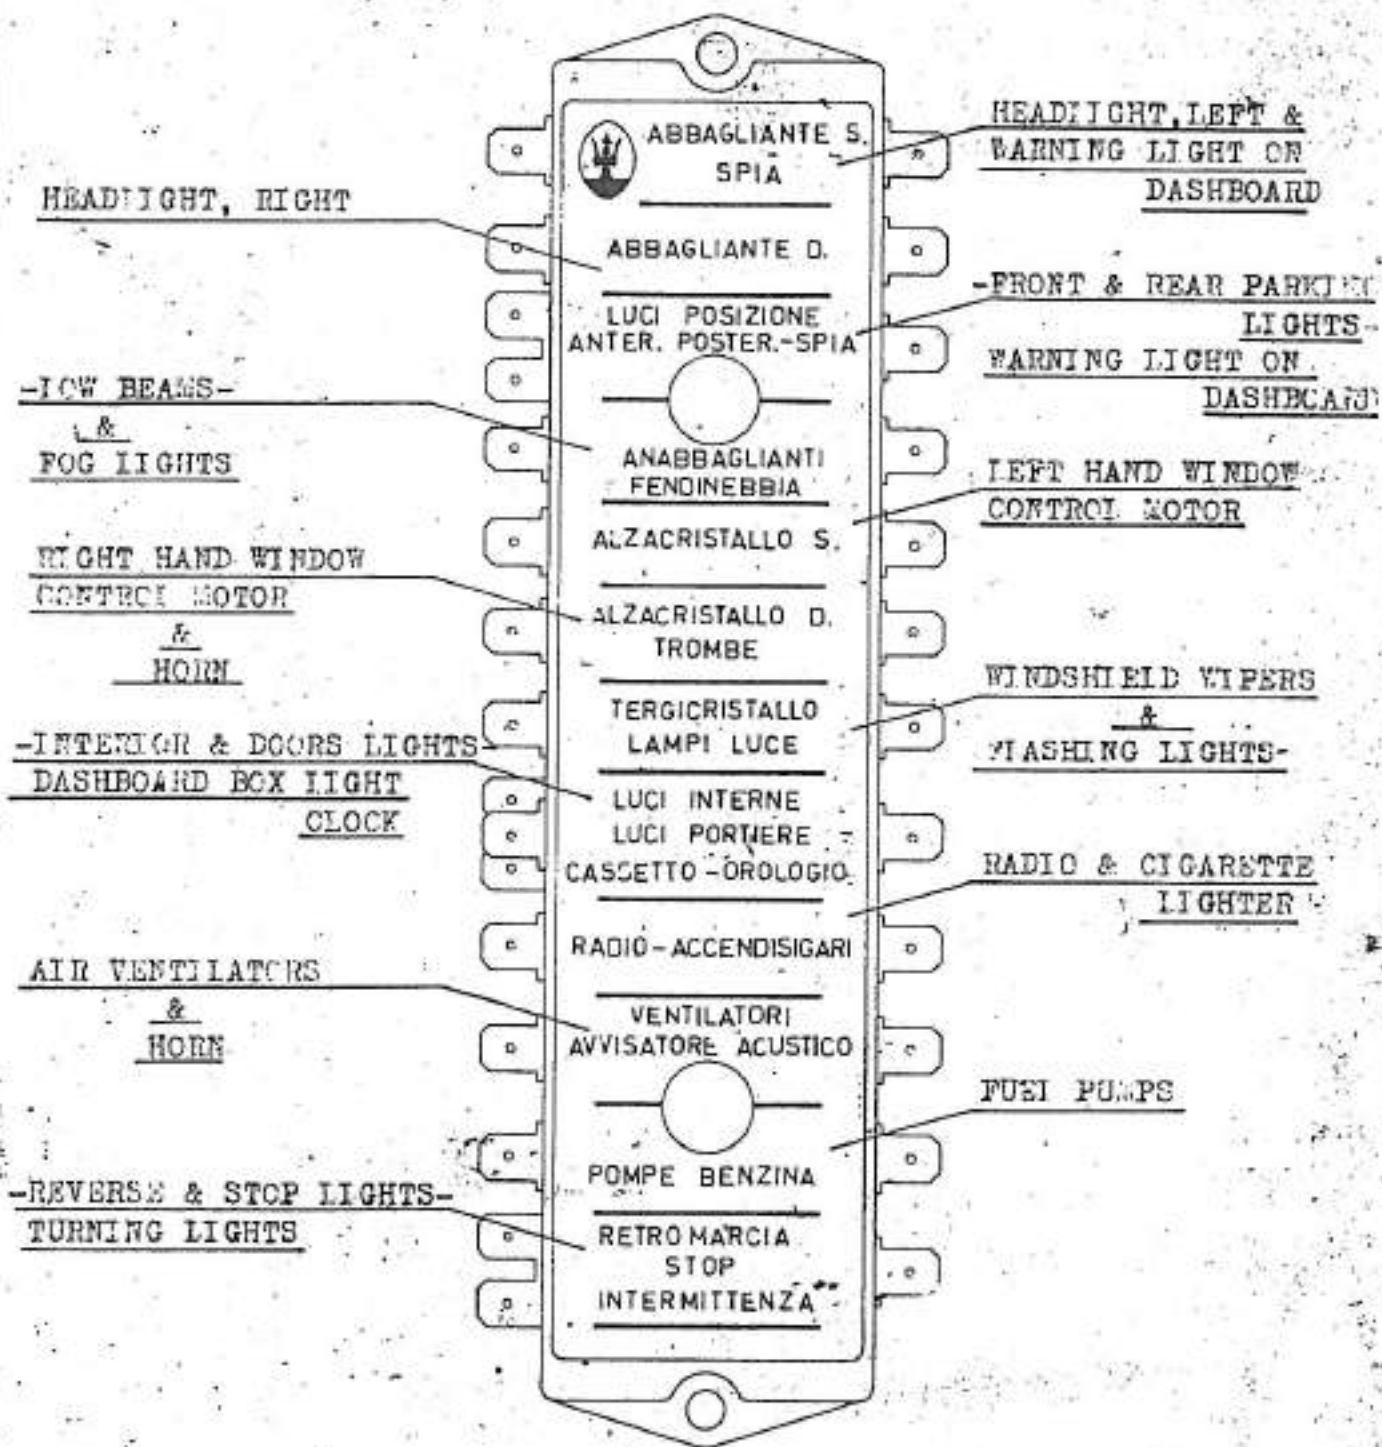 HEADLIGHT, RIGHT
-LOW BEAMS-
&
FOG LIGHTS
RIGHT HAND WINDOW
CONTROL MOTOR
&
HORN
-INTERIOR & DOORS LIGHTS-
DASHBOARD BOX LIGHT
CLOCK
AIR VENTILATORS
&
HORN
-REVERSE & STOP LIGHTS-
TURNING LIGHTS
ABBAGLIANTE S.
SPIA
ABBAGLIANTE D.
LUCI POSIZIONE
ANTER. POSTER.-SPIA
ANABBAGLIANTI
FENDINEBBIA
ALZACRISTALLO S.
ALZACRISTALLO D.
TROMBE
TERGICRISTALLO
LAMPI LUCE
LUCI INTERNE
LUCI PORTIERE
CASSETTO-OROLOGIO
RADIO-ACCENDISIGARI
VENTILATORI
AVVISATORE ACUSTICO
POMPE BENZINA
RETROMARCIA
STOP
INTERMITTENZA
HEADLIGHT, LEFT &
WARNING LIGHT ON
DASHBOARD
-FRONT & REAR PARKING
LIGHTS-
WARNING LIGHT ON
DASHBOARD
LEFT HAND WINDOW
CONTROL MOTOR
WINDSHIELD WIPERS
&
FLASHING LIGHTS-
RADIO & CIGARETTE
LIGHTER
FUEL PUMPS